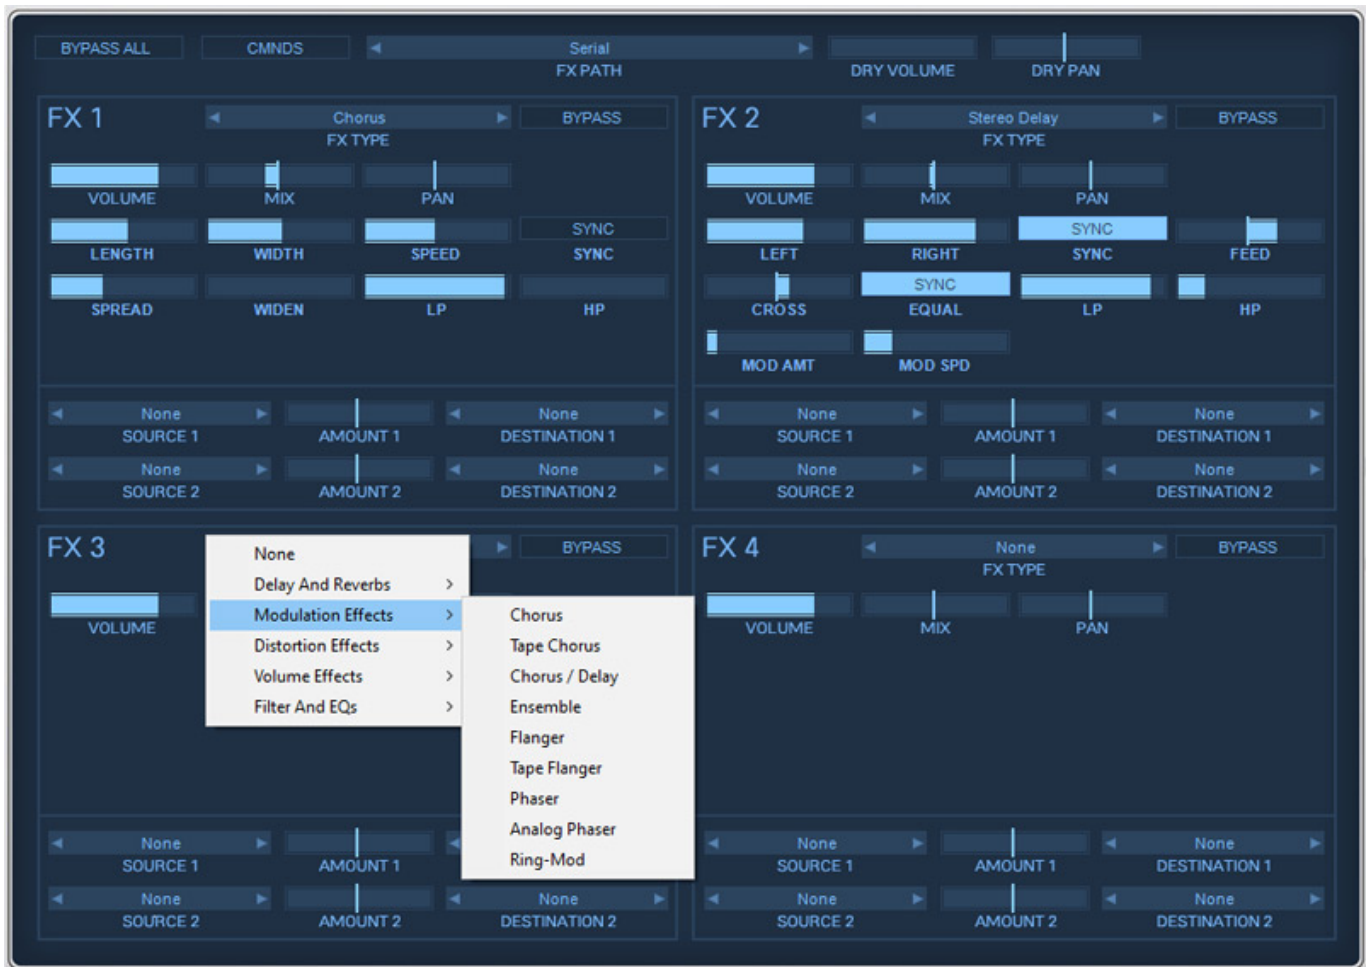 BYPASS ALL CMNDS Serial
FX PATH DRY VOLUME DRY PAN
FX 1 Chorus BYPASS
FX TYPE
VOLUME MIX PAN
SYNC
LENGTH WIDTH SPEED SYNC
SPREAD WIDEN LP HP
None None
SOURCE 1 AMOUNT 1 DESTINATION 1
None None
SOURCE 2 AMOUNT 2 DESTINATION 2
FX 2 Stereo Delay BYPASS
FX TYPE
VOLUME MIX PAN
SYNC
LEFT RIGHT SYNC FEED
SYNC
CROSS EQUAL LP HP
MOD AMT MOD SPD
None None
SOURCE 1 AMOUNT 1 DESTINATION 1
None None
SOURCE 2 AMOUNT 2 DESTINATION 2
FX 3 BYPASS
VOLUME
None
Delay And Reverbs
Modulation Effects
Distortion Effects
Volume Effects
Filter And EQs
Chorus
Tape Chorus
Chorus / Delay
Ensemble
Flanger
Tape Flanger
Phaser
Analog Phaser
Ring-Mod
None
SOURCE 1 AMOUNT 1
None None
SOURCE 2 AMOUNT 2 DESTINATION 2
FX 4 None BYPASS
FX TYPE
VOLUME MIX PAN
None None
SOURCE 1 AMOUNT 1 DESTINATION 1
None None
SOURCE 2 AMOUNT 2 DESTINATION 2